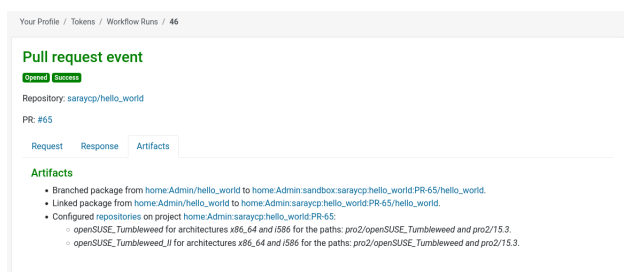 Your Profile / Tokens / Workflow Runs / 46
Pull request event
Opened Success
Repository: saraycp/hello_world
PR: #65
Request Response Artifacts
Artifacts
• Branched package from home:Admin/hello_world to home:Admin:sandbox:saraycp:hello_world:PR-65/hello_world.
• Linked package from home:Admin/hello_world to home:Admin:saraycp:hello_world:PR-65/hello_world.
• Configured repositories on project home:Admin:saraycp:hello_world:PR-65:
◦ openSUSE_Tumbleweed for architectures x86_64 and i586 for the paths: pro2/openSUSE_Tumbleweed and pro2/15.3.
◦ openSUSE_Tumbleweed_II for architectures x86_64 and i586 for the paths: pro2/openSUSE_Tumbleweed and pro2/15.3.